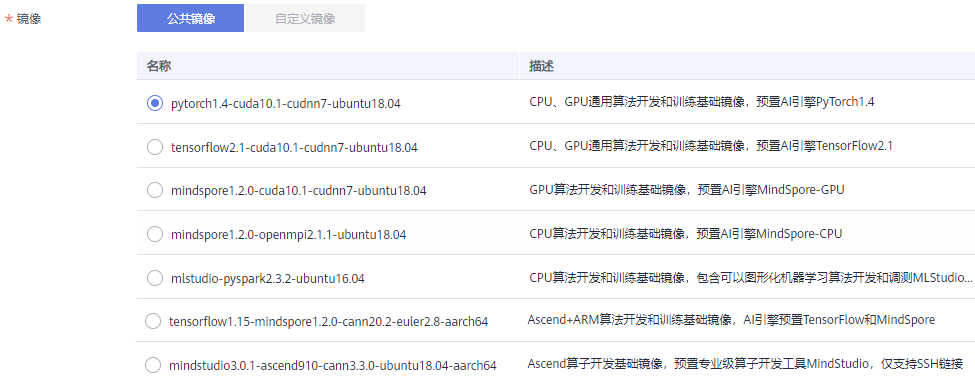 * 镜像 公共镜像 自定义镜像
名称 描述
pytorch1.4-cuda10.1-cudnn7-ubuntu18.04 CPU、GPU通用算法开发和训练基础镜像，预置AI引擎PyTorch1.4
tensorflow2.1-cuda10.1-cudnn7-ubuntu18.04 CPU、GPU通用算法开发和训练基础镜像，预置AI引擎TensorFlow2.1
mindspore1.2.0-cuda10.1-cudnn7-ubuntu18.04 GPU算法开发和训练基础镜像，预置AI引擎MindSpore-GPU
mindspore1.2.0-openmpi2.1.1-ubuntu18.04 CPU算法开发和训练基础镜像，预置AI引擎MindSpore-CPU
mlstudio-pyspark2.3.2-ubuntu16.04 CPU算法开发和训练基础镜像，包含可以图形化机器学习算法开发和调测MLStudio...
tensorflow1.15-mindspore1.2.0-cann20.2-euler2.8-aarch64 Ascend+ARM算法开发和训练基础镜像，AI引擎预置TensorFlow和MindSpore
mindstudio3.0.1-ascend910-cann3.3.0-ubuntu18.04-aarch64 Ascend算子开发基础镜像，预置专业级算子开发工具MindStudio，仅支持SSH链接